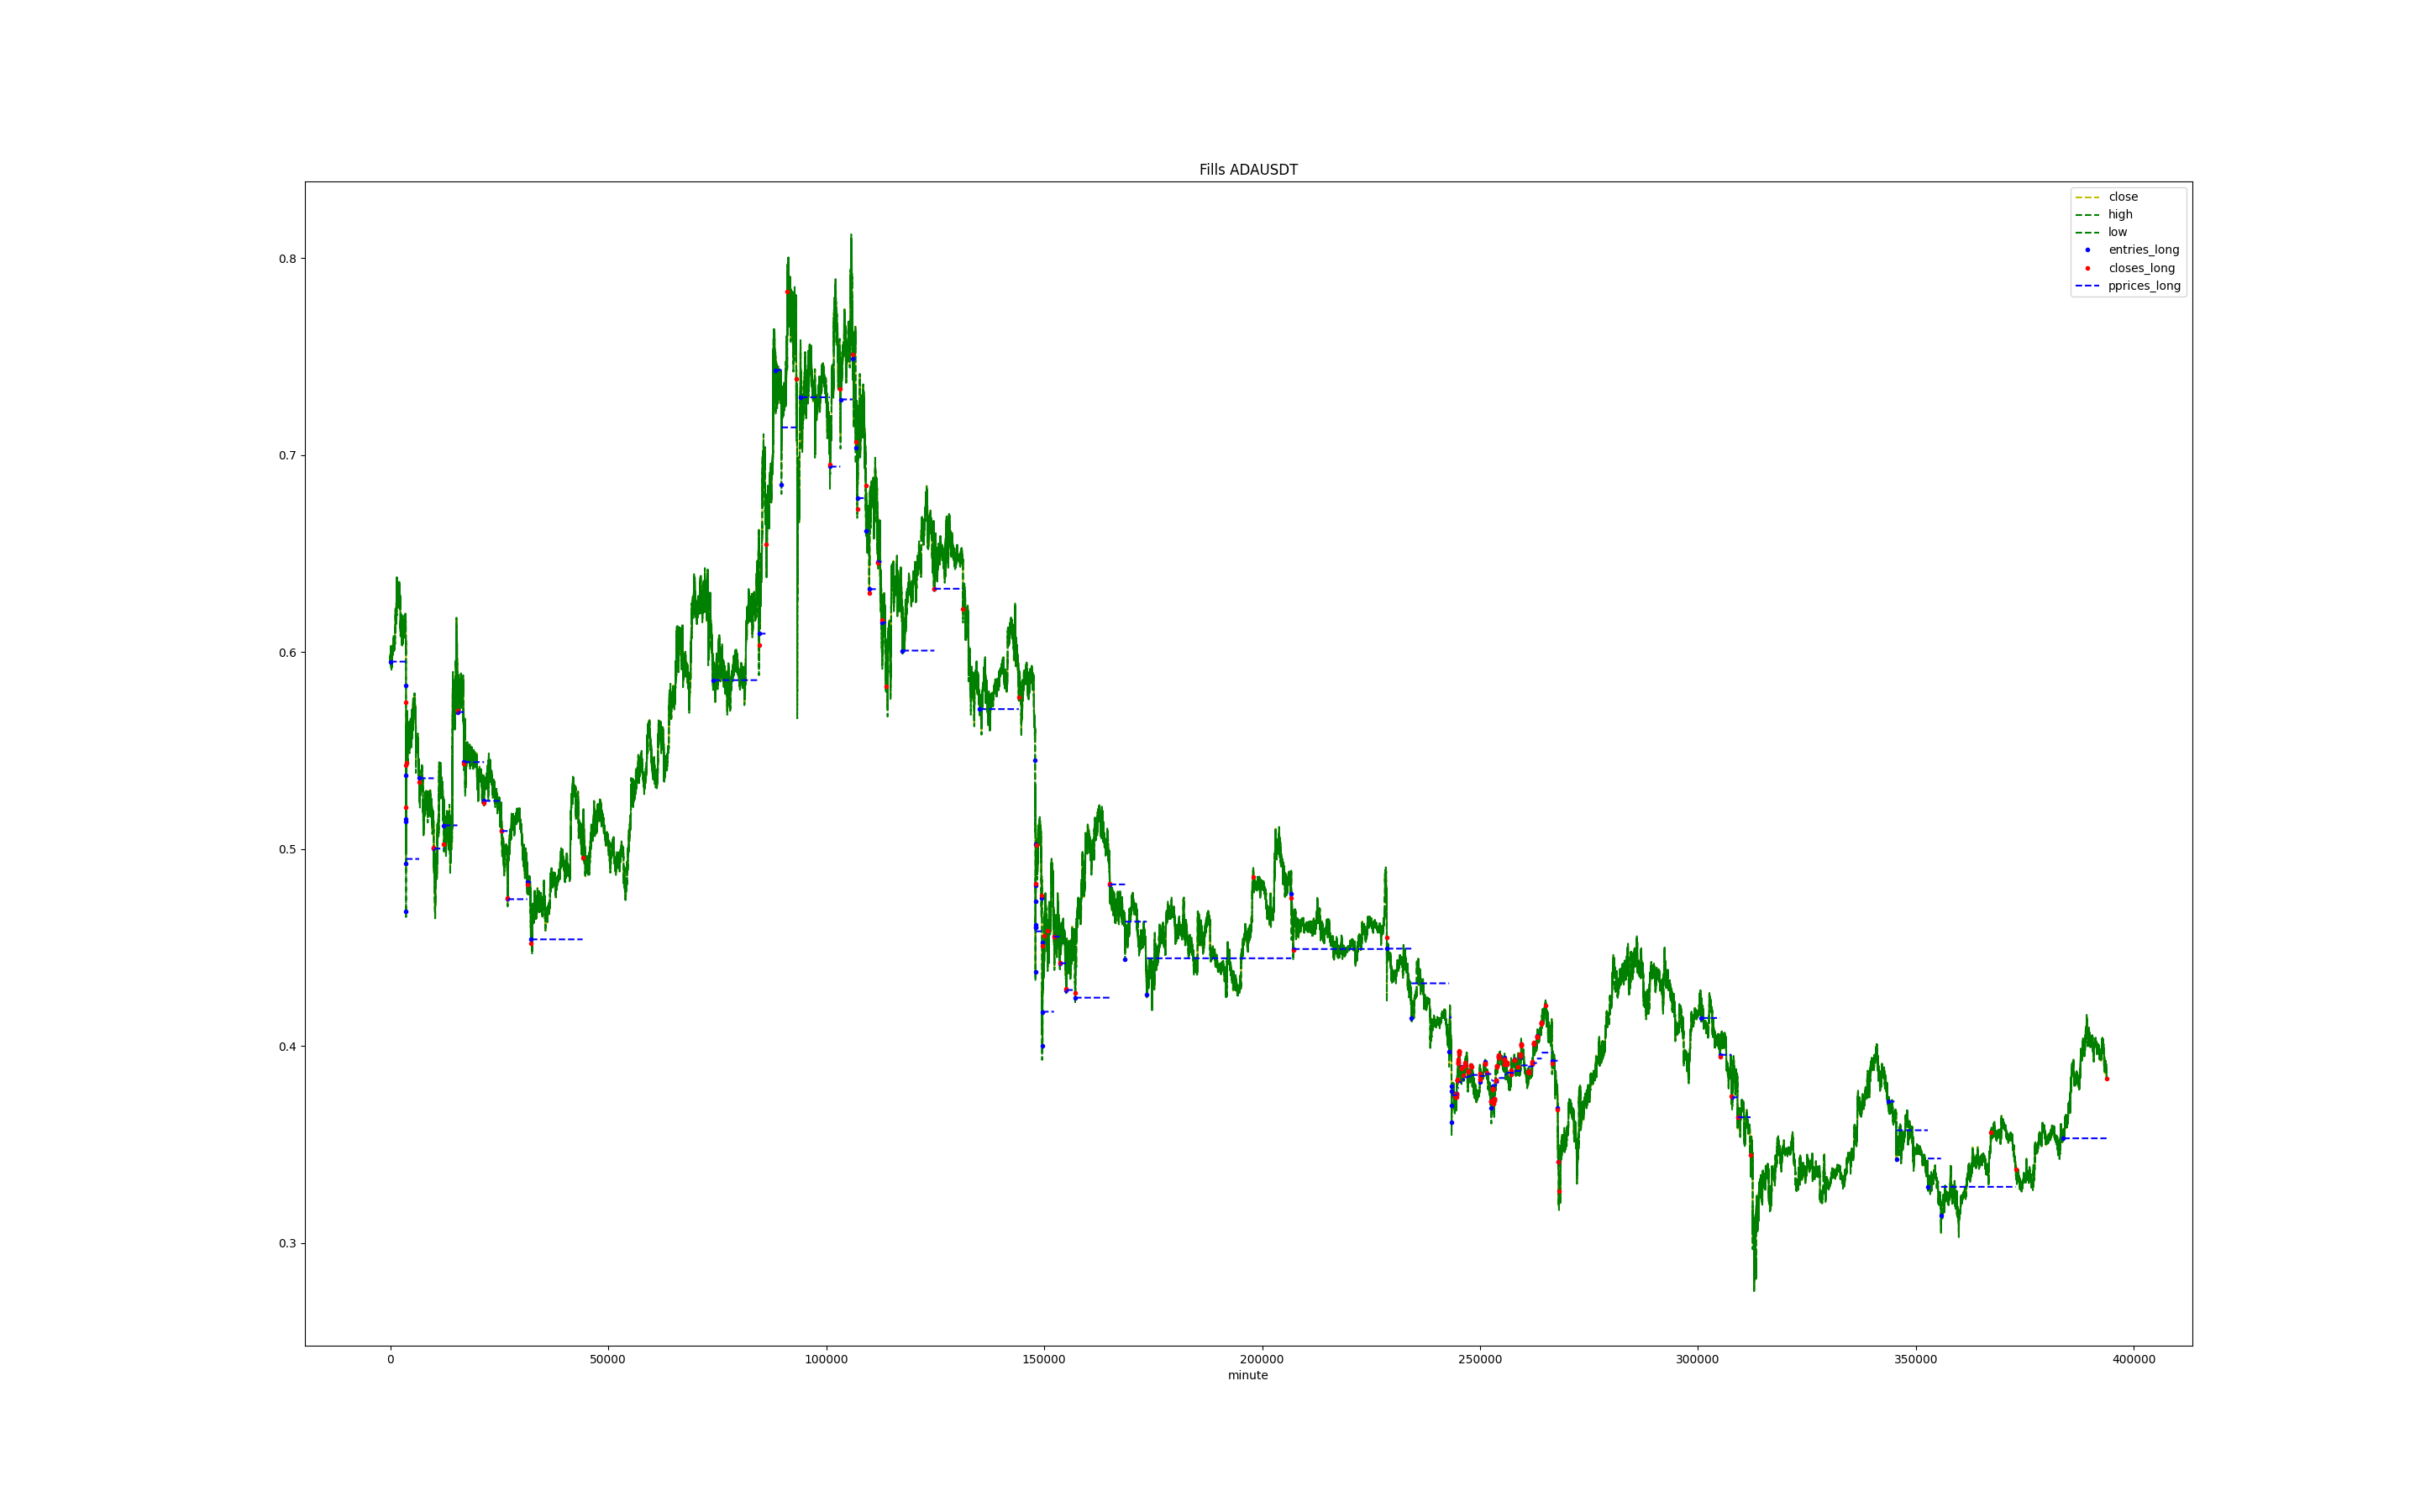 Fills ADAUSDT
close
high
low
entries_long
closes_long
pprices_long
0.8
0.7
0.6
0.5
0.4
0.3
0
50000
100000
150000
200000
250000
300000
350000
400000
minute